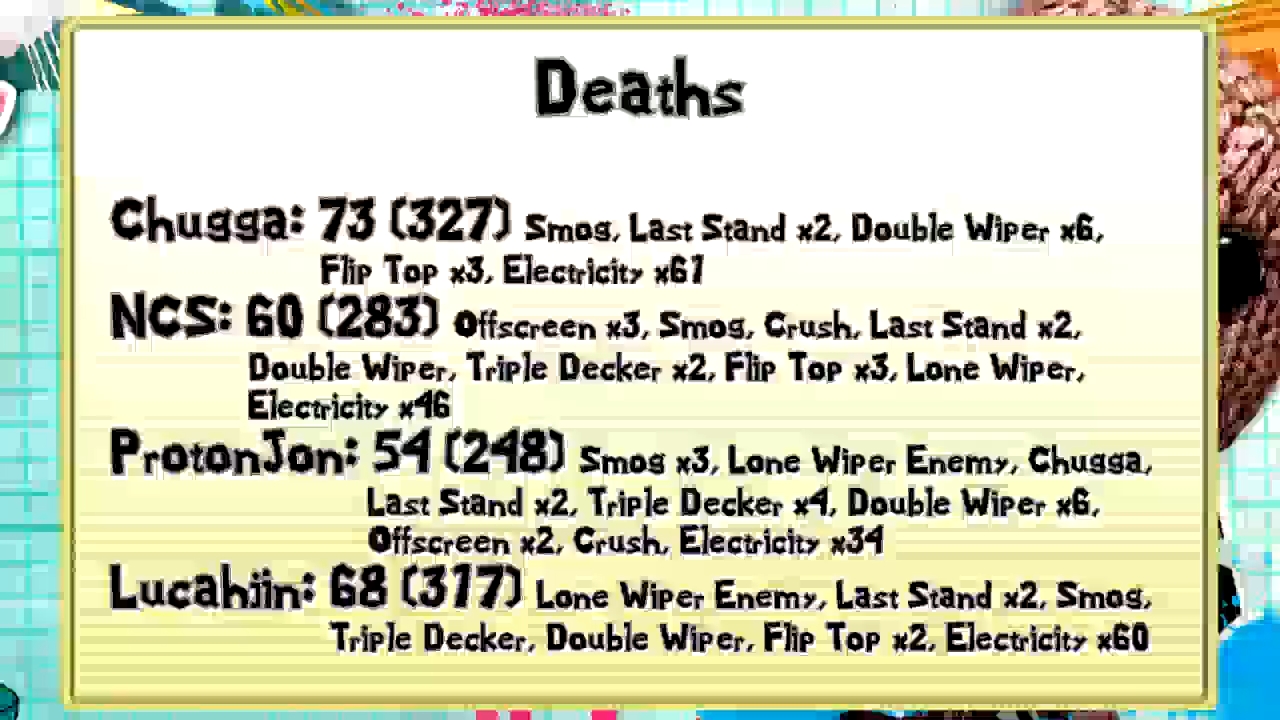 Deaths
Chugga: 73 (327) Smog, Last Stand x2, Double Wiper x6,
Flip Top x3, Electricity x61
NCS: 60 (283) Offscreen x3, Smog, Crush, Last Stand x2,
Double Wiper, Triple Decker x2, Flip Top x3, Lone Wiper,
Electricity x46
ProtonJon: 54 (248) Smog x3, Lone Wiper Enemy, Chugga,
Last Stand x2, Triple Decker x4, Double Wiper x6,
Offscreen x2, Crush, Electricity x34
Lucahjin: 68 (317) Lone Wiper Enemy, Last Stand x2, Smog,
Triple Decker, Double Wiper, Flip Top x2, Electricity x60